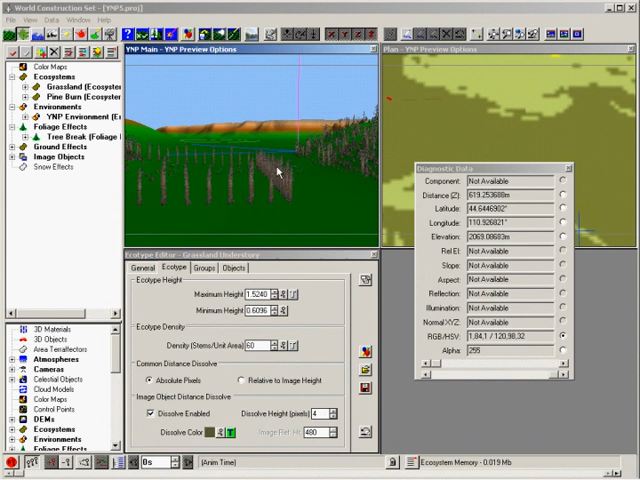 World Construction Set - [YNP5.proj]
File View Data Window Help
Color Maps
Ecosystems
Grassland (Ecosyster
Pine Burn (Ecosyster
Environments
YNP Environment (En
Foliage Effects
Tree Break (Foliage I
Ground Effects
Image Objects
Snow Effects
YNP Main - YNP Preview Options
Plan - YNP Preview Options
Diagnostic Data
Component: Not Available
Distance (Z): 619.253688m
Latitude: 44.6446902°
Longitude: 110.926821°
Elevation: 2069.08683m
Rel El: Not Available
Slope: Not Available
Aspect: Not Available
Reflection: Not Available
Illumination: Not Available
Normal XYZ: Not Available
RGB/HSV: 1,84,1 / 120,98,32
Alpha: 255
Ecotype Editor - Grassland Understory
General Ecotype Groups Objects
Ecotype Height
Maximum Height 1.5240
Minimum Height 0.6096
Ecotype Density
Density (Stems/Unit Area) 60
Common Distance Dissolve
Absolute Pixels Relative to Image Height
Image Object Distance Dissolve
Dissolve Enabled Dissolve Height (pixels) 4
Dissolve Color T Image Ref. Ht. 480
3D Materials
3D Objects
Area Terraffectors
Atmospheres
Cameras
Celestial Objects
Cloud Models
Color Maps
Control Points
DEMs
Ecosystems
Environments
Foliage Effects
0s (Anim Time) Ecosystem Memory - 0.019 Mb